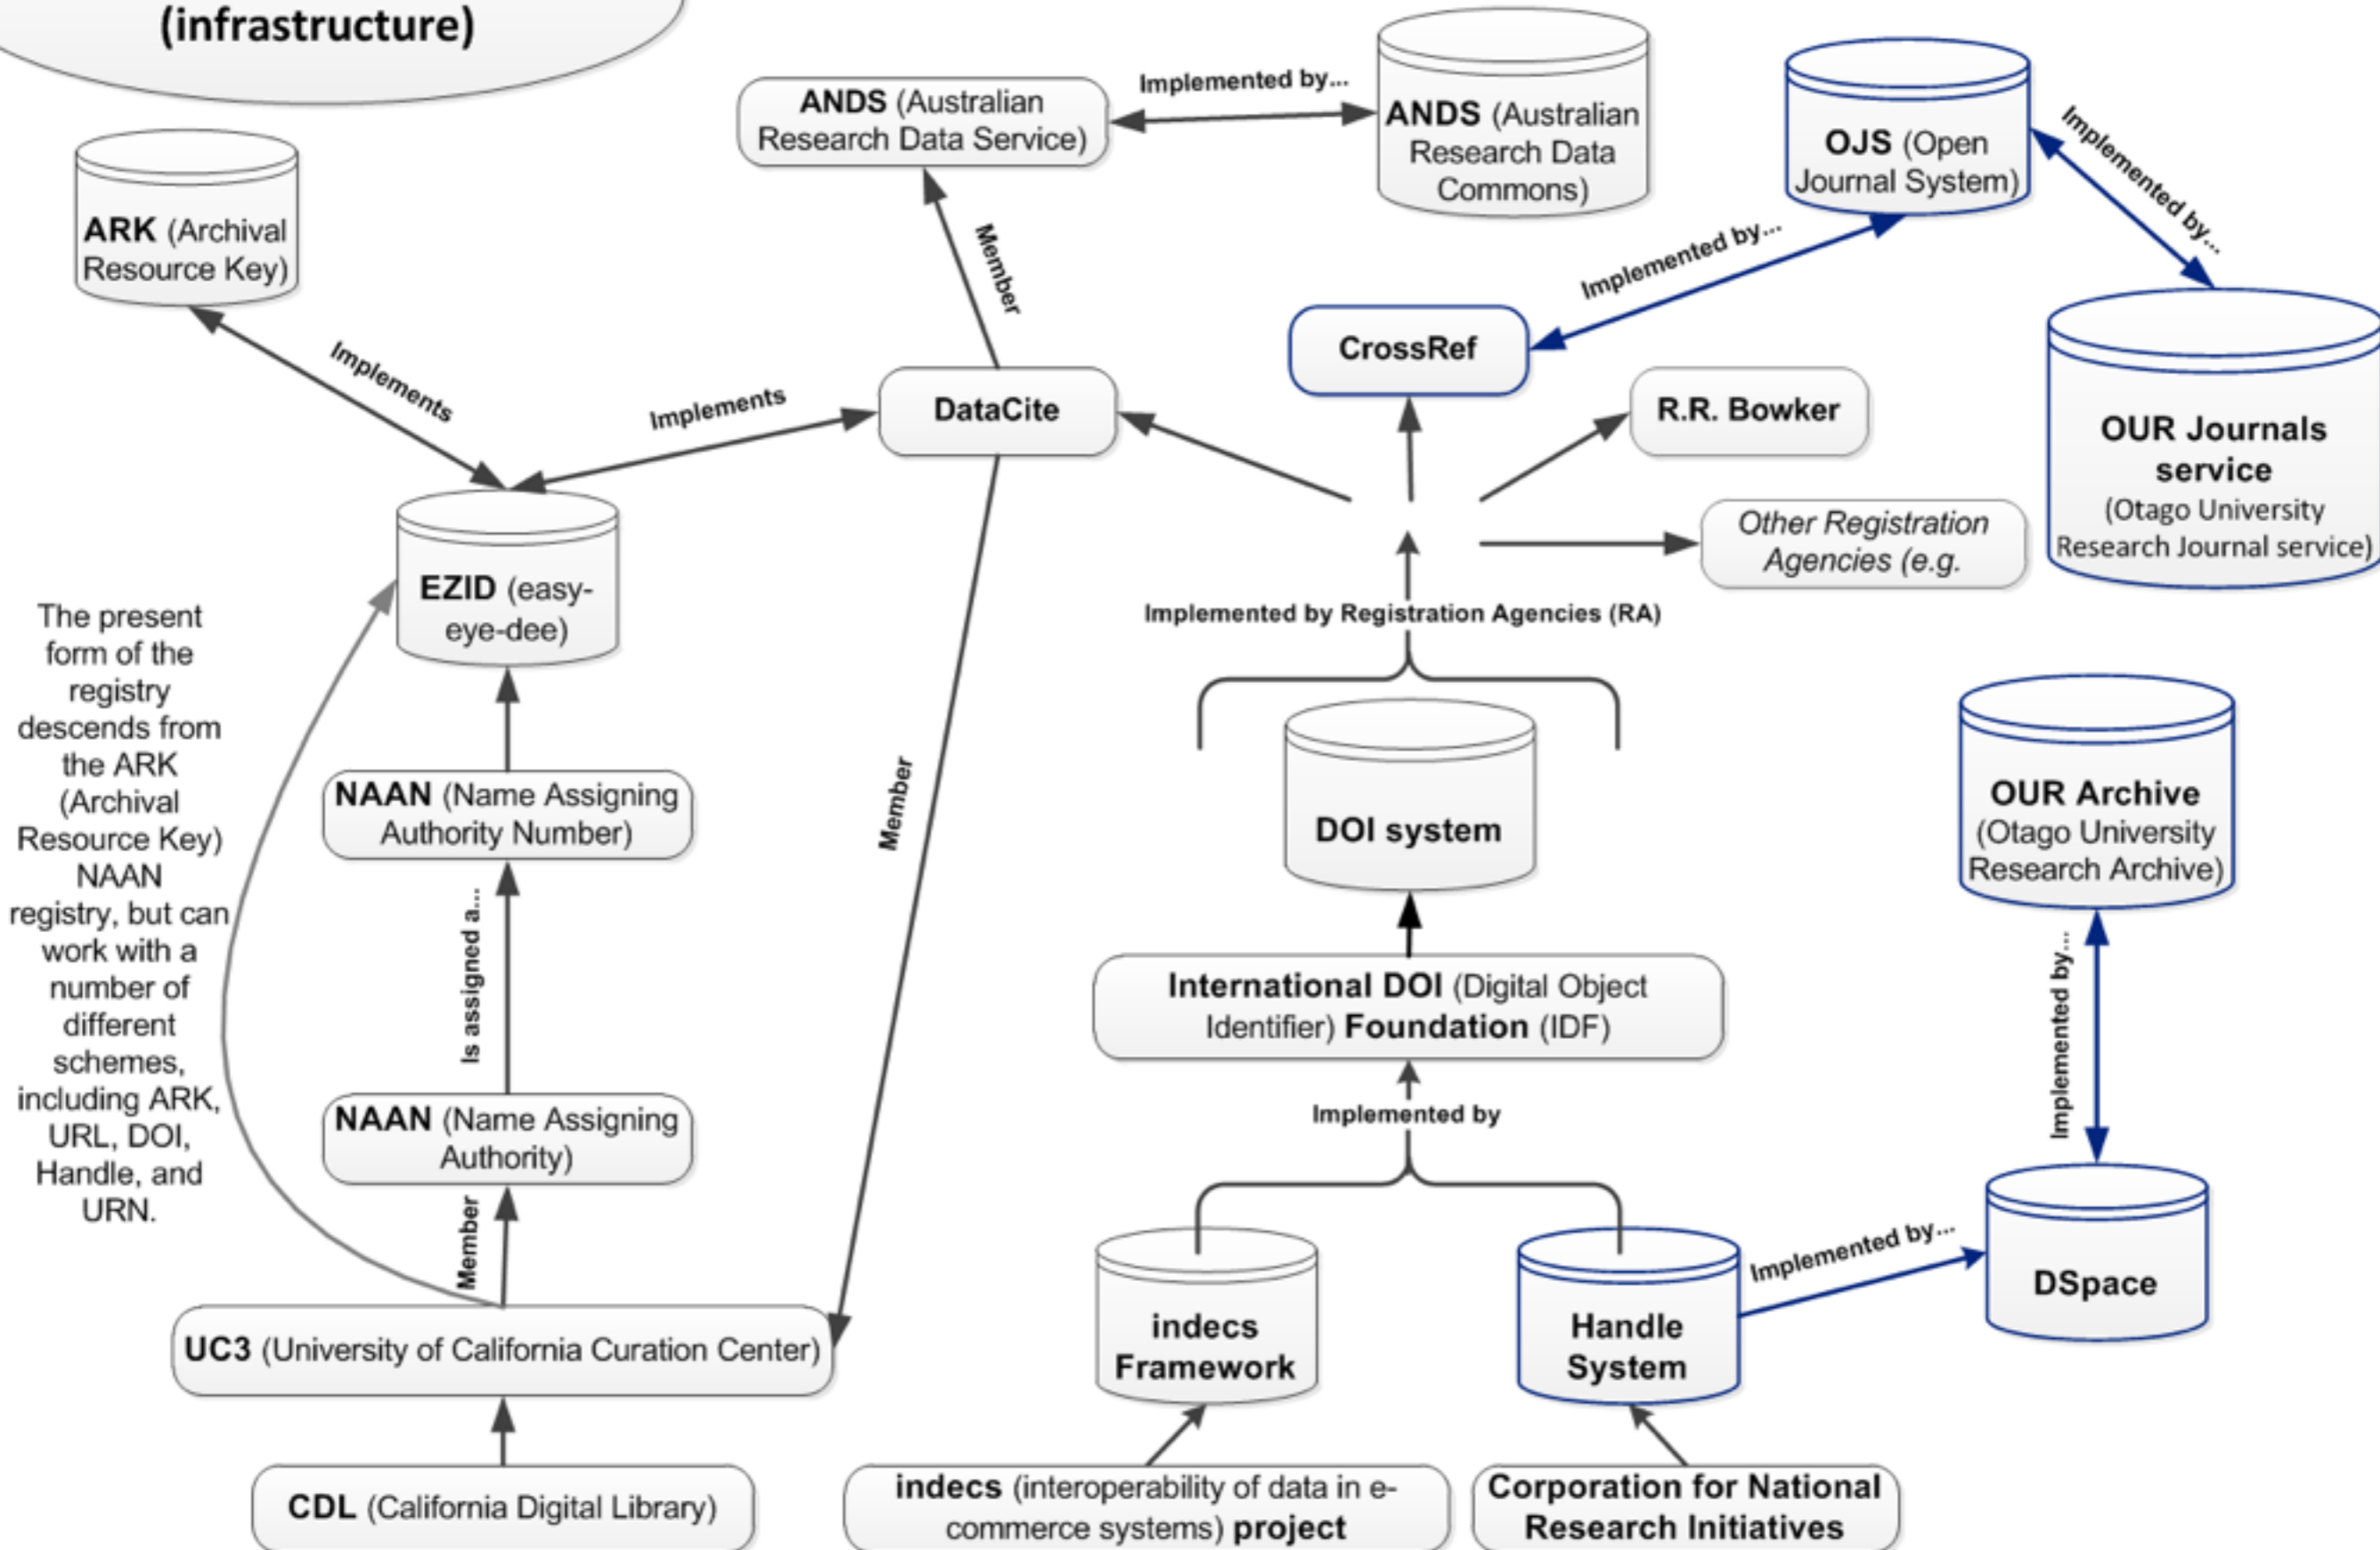 (infrastructure)
ANDS (Australian
Research Data Service)
Implemented by...
ANDS (Australian
Research Data
Commons)
OJS (Open
Journal System)
Implemented by...
ARK (Archival
Resource Key)
Member
Implemented by...
CrossRef
Implements
Implements
DataCite
R.R. Bowker
OUR Journals
service
(Otago University
Research Journal service)
Other Registration
Agencies (e.g.
EZID (easy-
eye-dee)
Implemented by Registration Agencies (RA)
The present
form of the
registry
descends from
the ARK
(Archival
Resource Key)
NAAN
registry, but can
work with a
number of
different
schemes,
including ARK,
URL, DOI,
Handle, and
URN.
NAAN (Name Assigning
Authority Number)
Member
DOI system
OUR Archive
(Otago University
Research Archive)
Is assigned a...
International DOI (Digital Object
Identifier) Foundation (IDF)
Implemented by...
NAAN (Name Assigning
Authority)
Implemented by
Member
Implemented by...
DSpace
UC3 (University of California Curation Center)
indecs
Framework
Handle
System
CDL (California Digital Library)
indecs (interoperability of data in e-
commerce systems) project
Corporation for National
Research Initiatives